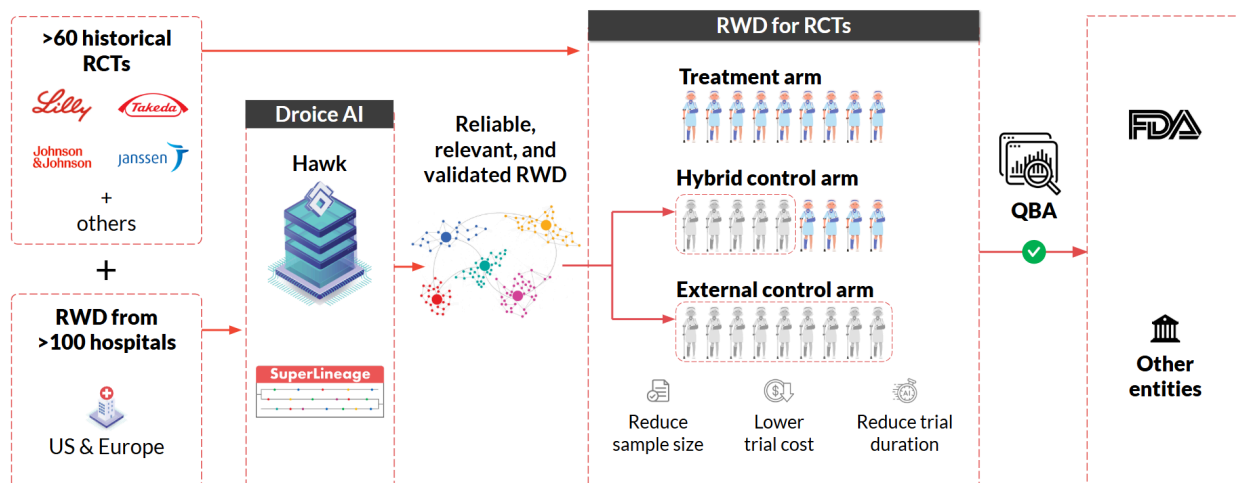 >60 historical
RCTs
Lilly
Takeda
Johnson
&Johnson
janssen
+
others
+
RWD from
>100 hospitals
US & Europe
Droice AI
Hawk
SuperLineage
Reliable,
relevant, and
validated RWD
RWD for RCTs
Treatment arm
Hybrid control arm
External control arm
Reduce
sample size
Lower
trial cost
Reduce trial
duration
QBA
FDA
Other
entities